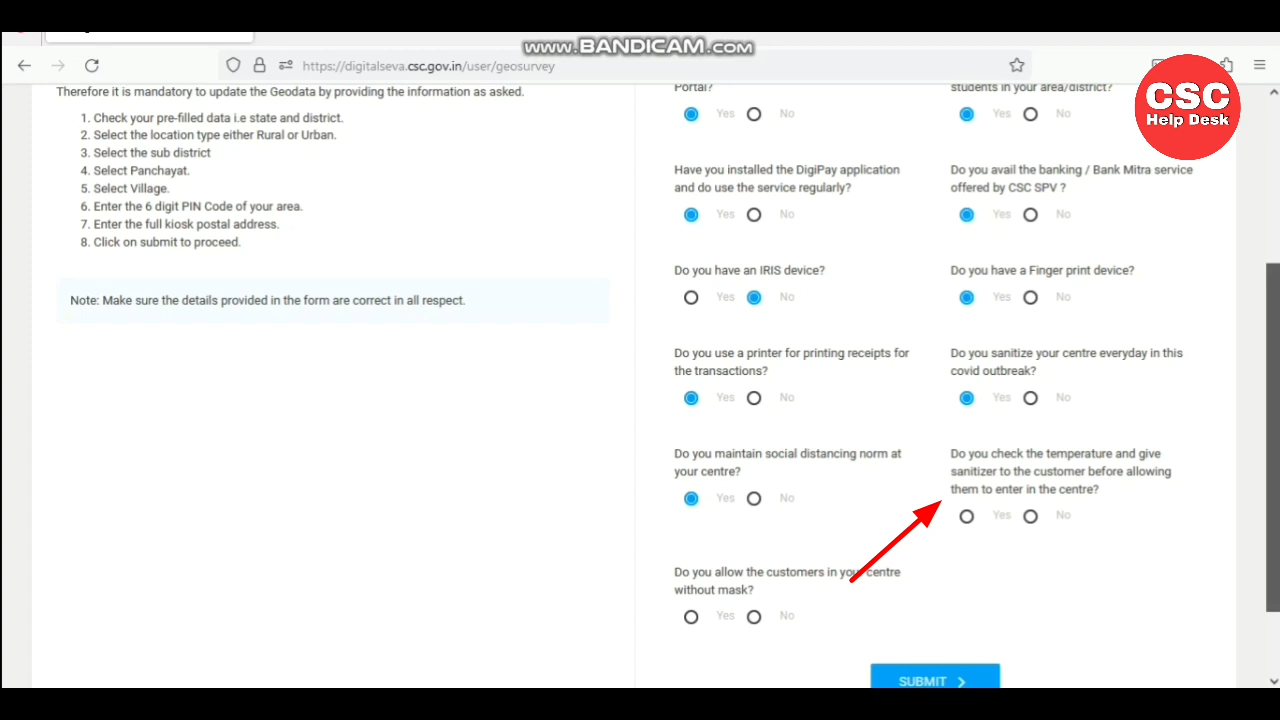 www.BANDICAM.com
https://digitalseva.csc.gov.in/user/geosurvey
CSC
Help Desk
Therefore it is mandatory to update the Geodata by providing the information as asked.
1. Check your pre-filled data i.e state and district.
2. Select the location type either Rural or Urban.
3. Select the sub district
4. Select Panchayat.
5. Select Village.
6. Enter the 6 digit PIN Code of your area.
7. Enter the full kiosk postal address.
8. Click on submit to proceed.
Note: Make sure the details provided in the form are correct in all respect.
Portal?
Yes No
students in your area/district?
Yes No
Have you installed the DigiPay application
and do use the service regularly?
Yes No
Do you avail the banking / Bank Mitra service
offered by CSC SPV ?
Yes No
Do you have an IRIS device?
Yes No
Do you have a Finger print device?
Yes No
Do you use a printer for printing receipts for
the transactions?
Yes No
Do you sanitize your centre everyday in this
covid outbreak?
Yes No
Do you maintain social distancing norm at
your centre?
Yes No
Do you check the temperature and give
sanitizer to the customer before allowing
them to enter in the centre?
Yes No
Do you allow the customers in your centre
without mask?
Yes No
SUBMIT